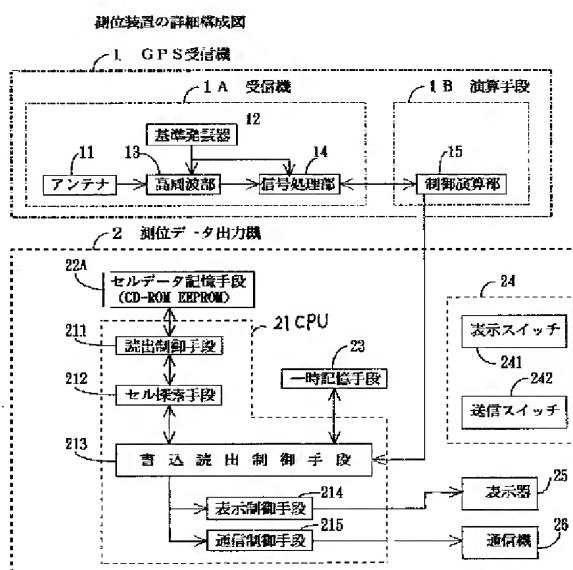 測位装置の詳細構成図
1 GPS受信機
1A 受信機
1B 演算手段
12
基準発振器
11
13
14
15
アンテナ
高周波部
信号処理部
制御演算部
2 測位データ出力機
22A
セルデータ記憶手段
(CD-ROM EEPROM)
21 CPU
24
211
読出制御手段
23
表示スイッチ
241
212
セル探索手段
一時記憶手段
242
送信スイッチ
213
書込読出制御手段
214
25
表示制御手段
表示器
215
通信制御手段
通信機
26